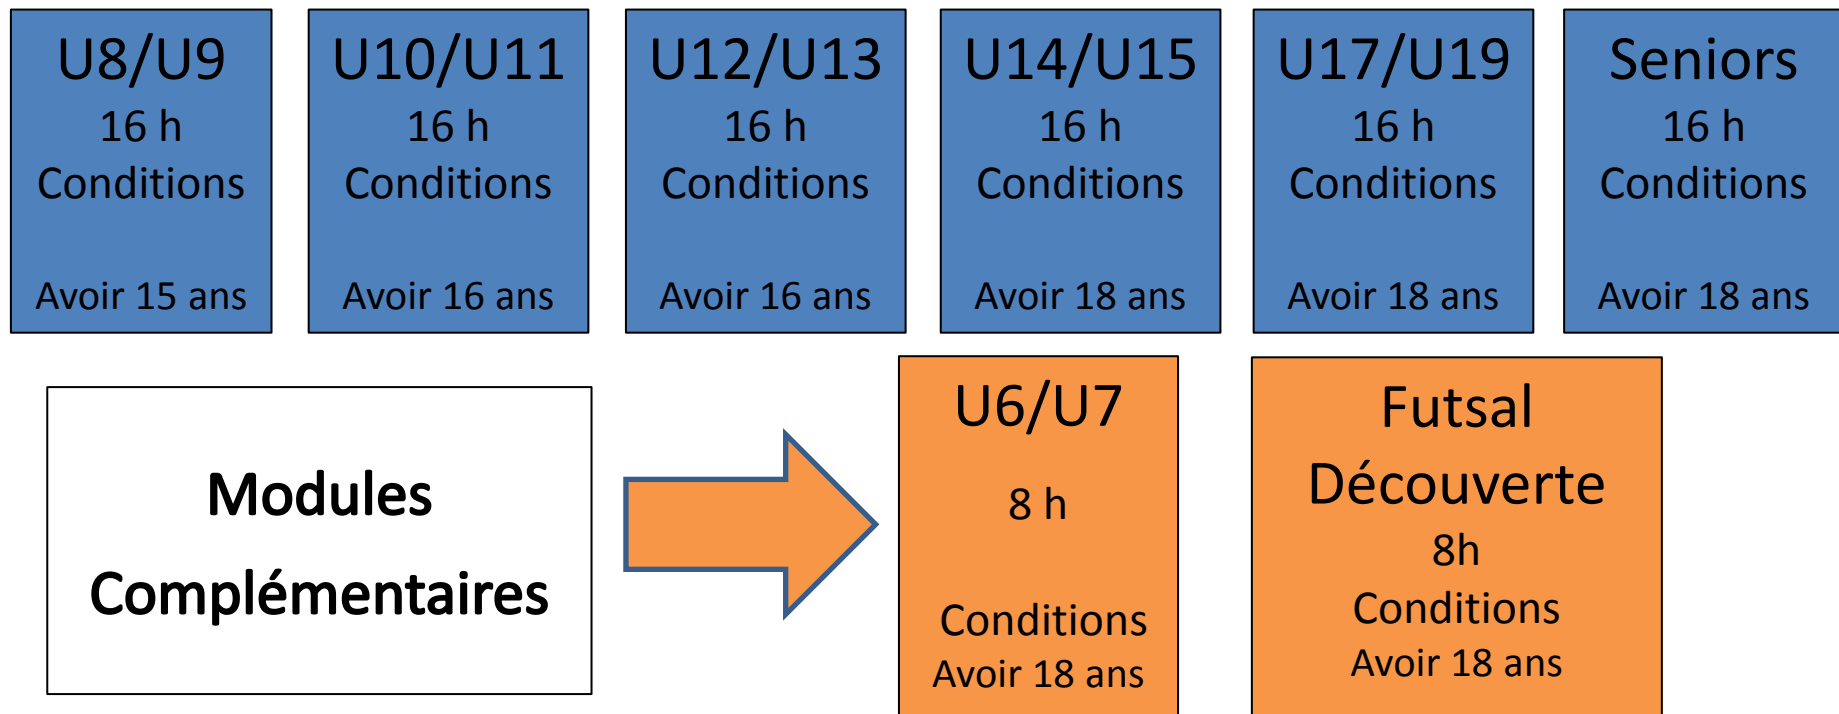 U8/U9
16 h
Conditions
Avoir 15 ans
U10/U11
16 h
Conditions
Avoir 16 ans
U12/U13
16 h
Conditions
Avoir 16 ans
U14/U15
16 h
Conditions
Avoir 18 ans
U17/U19
16 h
Conditions
Avoir 18 ans
Seniors
16 h
Conditions
Avoir 18 ans
Modules
Complémentaires
U6/U7
8 h
Conditions
Avoir 18 ans
Futsal
Découverte
8h
Conditions
Avoir 18 ans